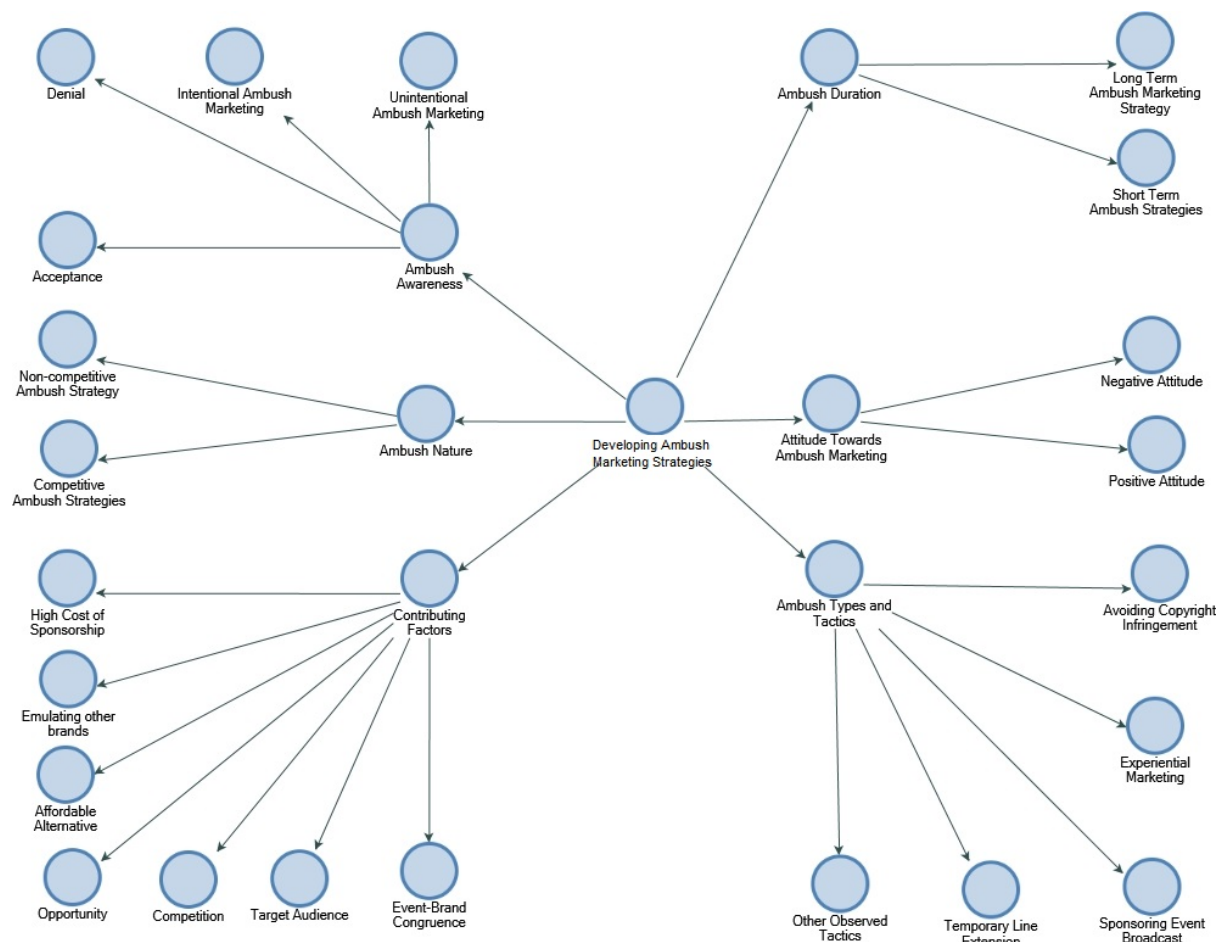 Denial
Intentional Ambush
Marketing
Unintentional
Ambush Marketing
Ambush Duration
Long Term
Ambush Marketing
Strategy
Short Term
Ambush Strategies
Acceptance
Ambush
Awareness
Non-competitive
Ambush Strategy
Competitive
Ambush Strategies
Ambush Nature
Developing Ambush
Marketing Strategies
Attitude Towards
Ambush Marketing
Negative Attitude
Positive Attitude
High Cost of
Sponsorship
Contributing
Factors
Emulating other
brands
Affordable
Alternative
Opportunity
Competition
Target Audience
Event-Brand
Congruence
Ambush Types and
Tactics
Avoiding Copyright
Infringement
Experiential
Marketing
Other Observed
Tactics
Temporary Line
Extension
Sponsoring Event
Broadcast